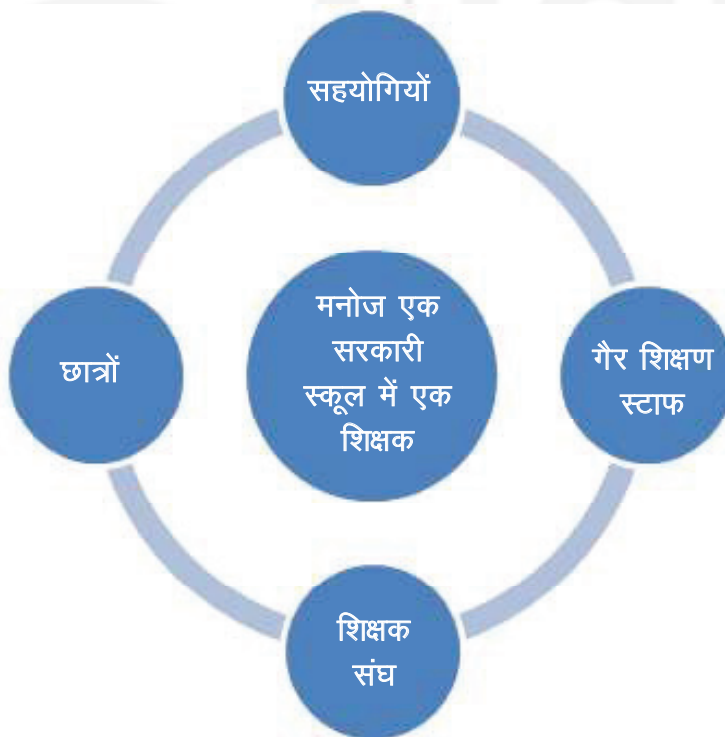 सहयोगियों
मनोज एक
सरकारी
स्कूल में एक
शिक्षक
छात्रों
गैर शिक्षण
स्टाफ
शिक्षक
संघ